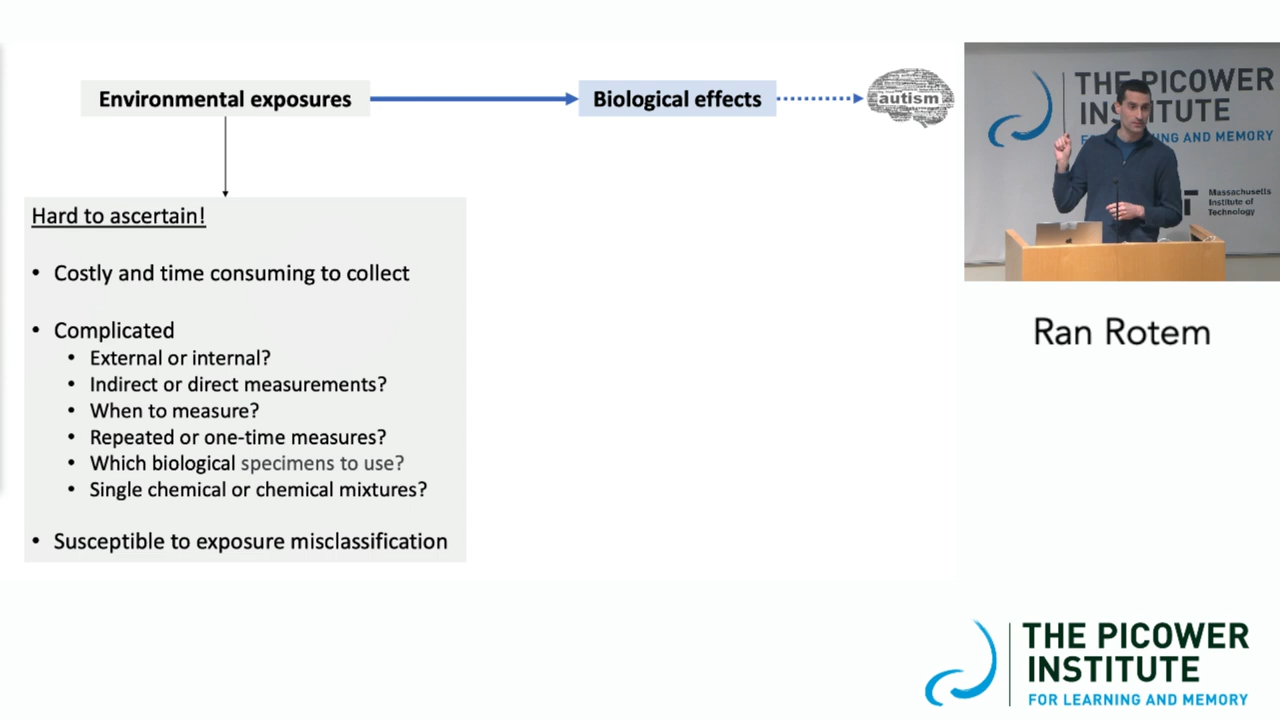 Environmental exposures
Biological effects
autism
Hard to ascertain!
• Costly and time consuming to collect
• Complicated
• External or internal?
• Indirect or direct measurements?
• When to measure?
• Repeated or one-time measures?
• Which biological specimens to use?
• Single chemical or chemical mixtures?
• Susceptible to exposure misclassification
THE PICOWER
INSTITUTE
FOR LEARNING AND MEMORY
Massachusetts
Institute of
Technology
Ran Rotem
THE PICOWER
INSTITUTE
FOR LEARNING AND MEMORY